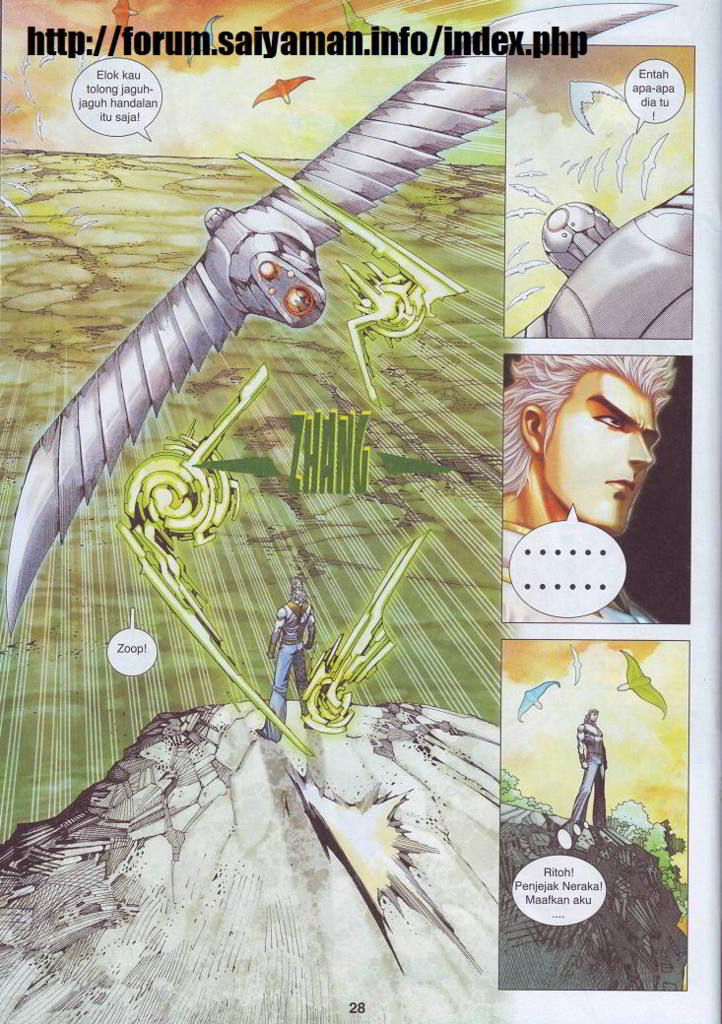 http://forum.saiyaman.info/index.php
Elok kau
tolong jaguh-
jaguh handalan
itu saja!
Entah
apa-apa
dia tu
!
ZHANG
......
......
Zoop!
Ritoh!
Penjejak Neraka!
Maafkan aku
....
28